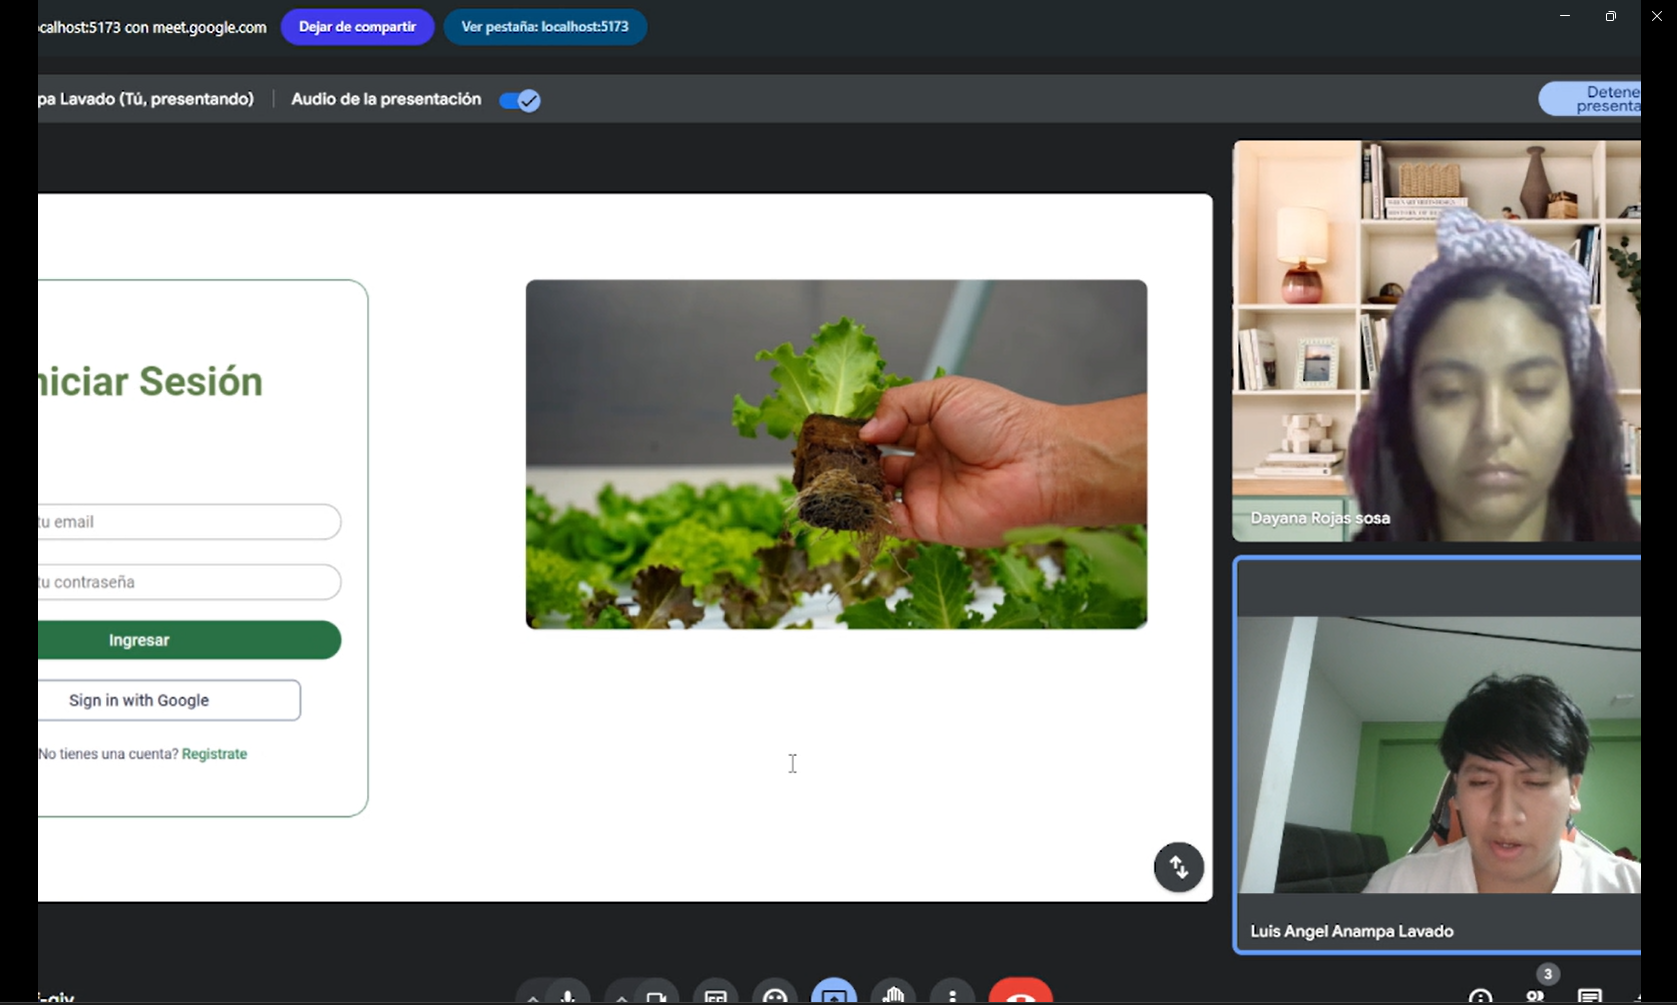 calhost:5173 con meet.google.com
Dejar de compartir
Ver pestaña: localhost:5173
pa Lavado (Tú, presentando)
Audio de la presentación
Detene
presenta
niciar Sesión
tu email
tu contraseña
Ingresar
Sign in with Google
No tienes una cuenta? Registrate
Dayana Rojas sosa
Luis Angel Anampa Lavado
3